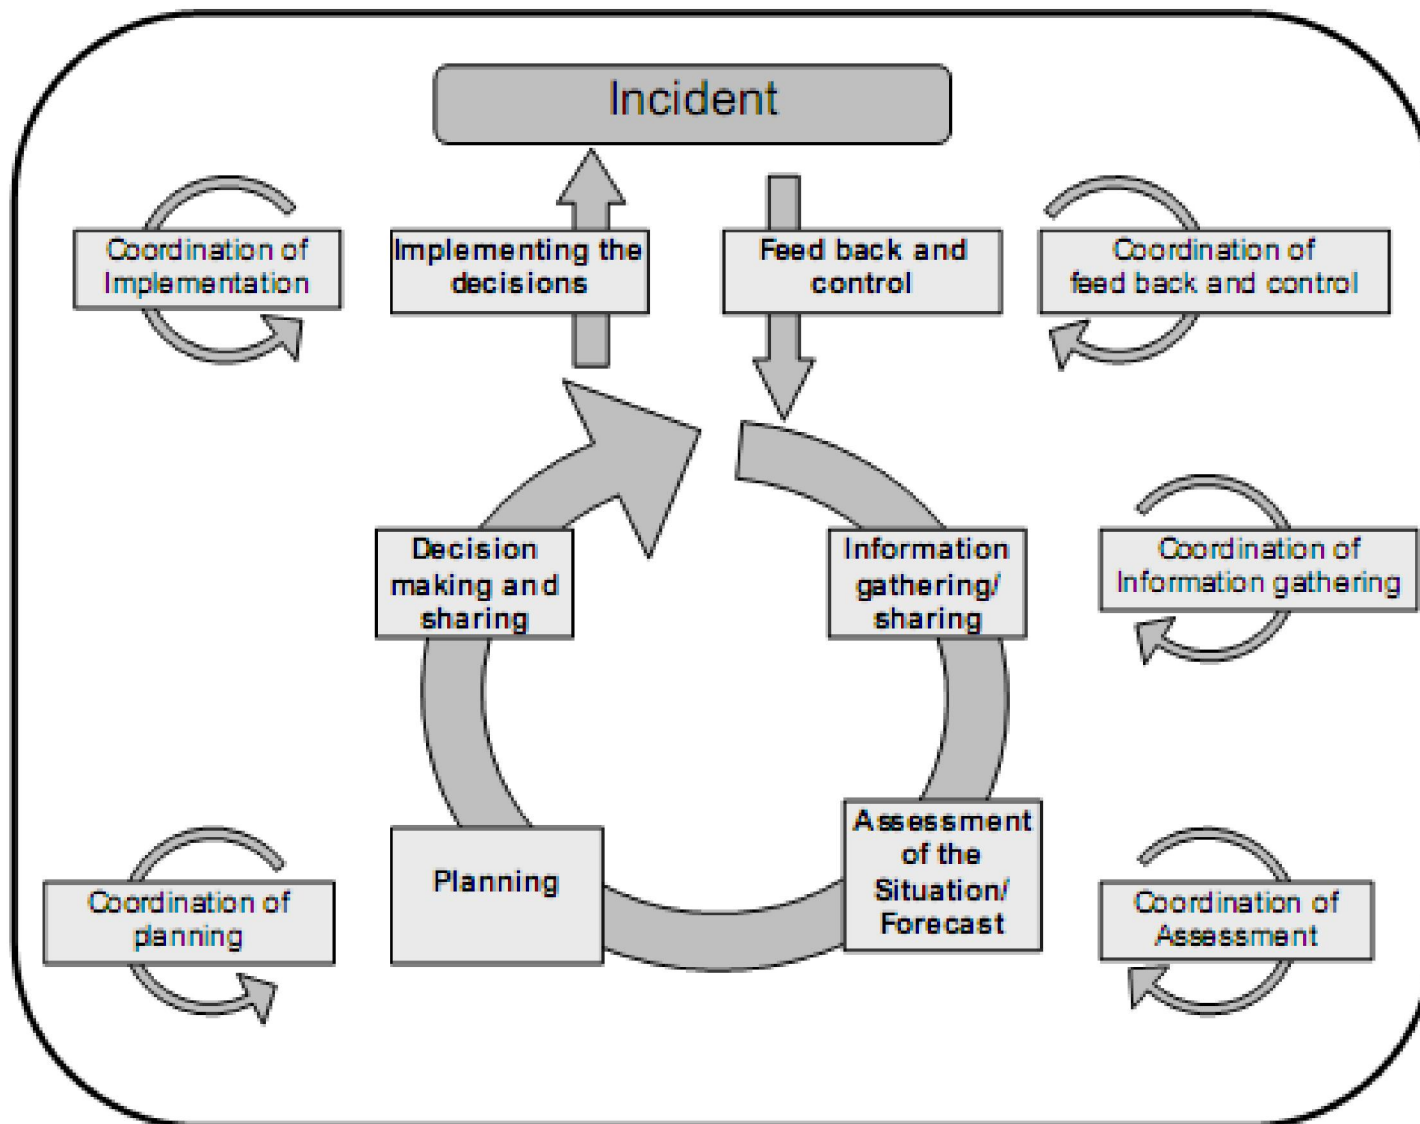 Incident
Coordination of
Implementation
Implementing the
decisions
Feed back and
control
Coordination of
feed back and control
Decision
making and
sharing
Information
gathering/
sharing
Coordination of
Information gathering
Planning
Assessment
of the
Situation/
Forecast
Coordination of
planning
Coordination of
Assessment